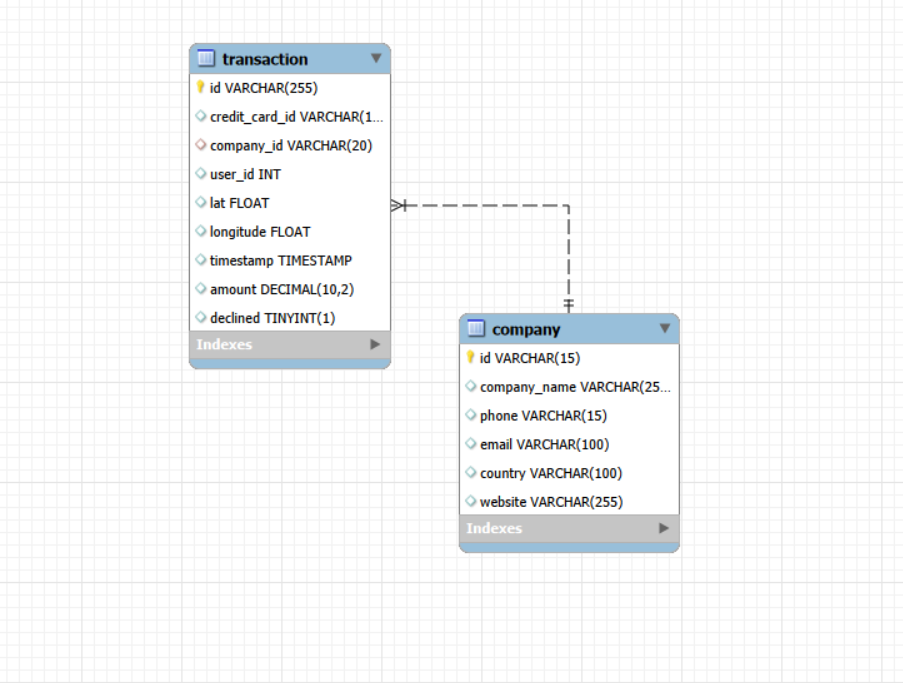 transaction
id VARCHAR(255)
credit_card_id VARCHAR(1...
company_id VARCHAR(20)
user_id INT
lat FLOAT
longitude FLOAT
timestamp TIMESTAMP
amount DECIMAL(10,2)
declined TINYINT(1)
Indexes
company
id VARCHAR(15)
company_name VARCHAR(25...
phone VARCHAR(15)
email VARCHAR(100)
country VARCHAR(100)
website VARCHAR(255)
Indexes